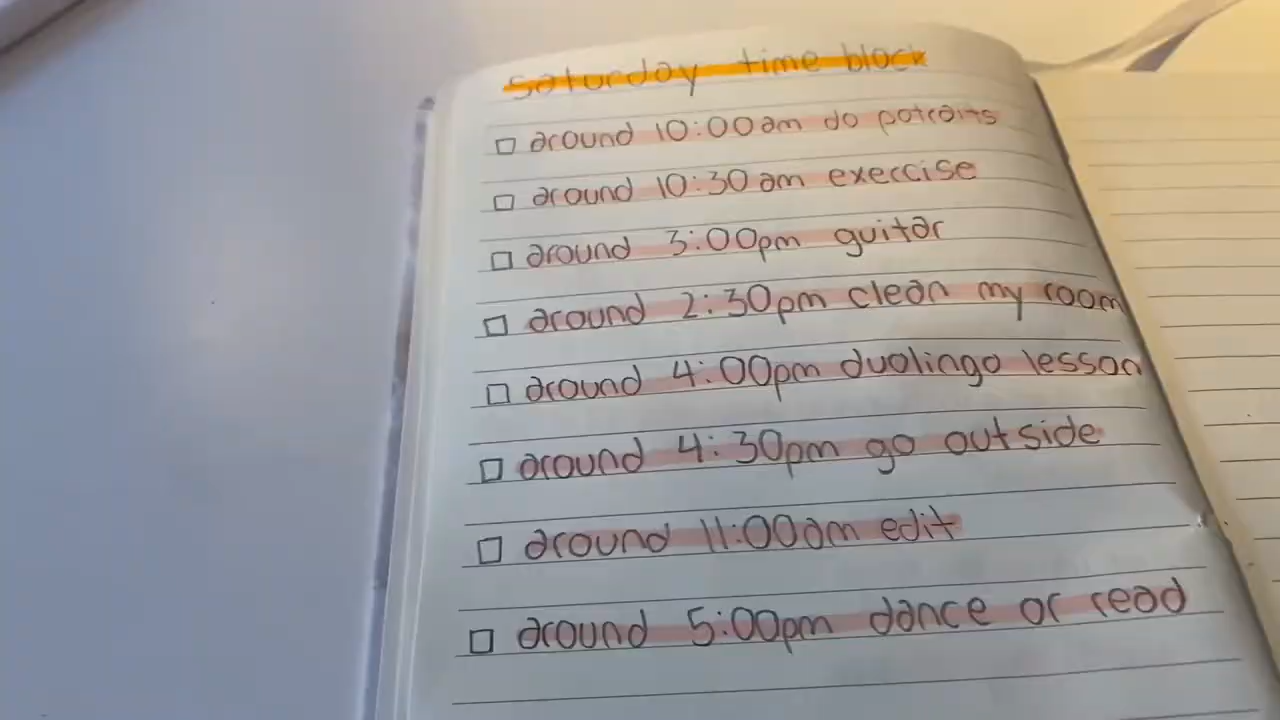 saturday time block
around 10:00am do potraits
around 10:30am exercise
around 3:00pm guitar
around 2:30pm clean my room
around 4:00pm duolingo lesson
around 4:30pm go outside
around 11:00am edit
around 5:00pm dance or read